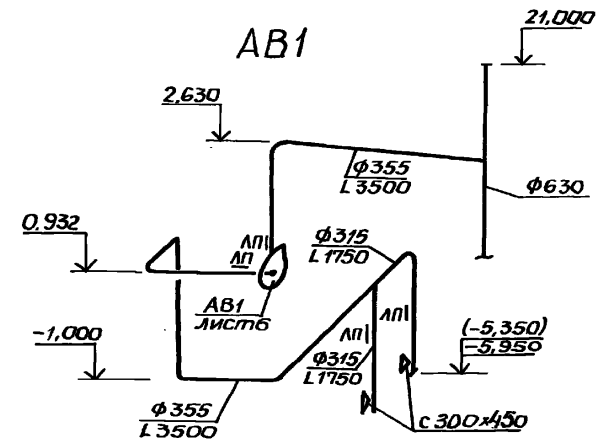 АВ1
21,000
2,630
ф355
L3500
ф630
0,932
ЛП
ЛП
ф315
L1750
АВ1
лист6
ЛП
ЛП
-1,000
(-5,350)
-5,950
ф315
L1750
ф355
L3500
с 300х450